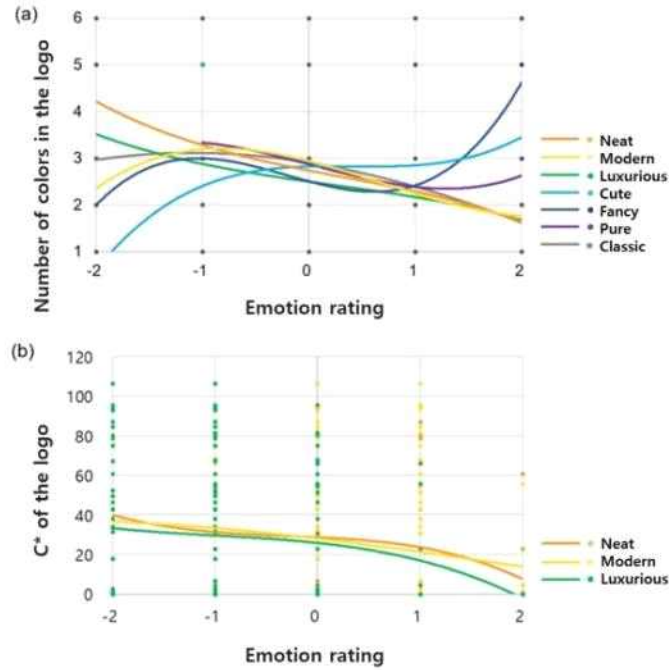 (a)
Number of colors in the logo
6
5
4
3
2
1
-2
-1
0
1
2
Emotion rating
Neat
Modern
Luxurious
Cute
Fancy
Pure
Classic
(b)
C* of the logo
120
100
80
60
40
20
0
-2
-1
0
1
2
Emotion rating
Neat
Modern
Luxurious